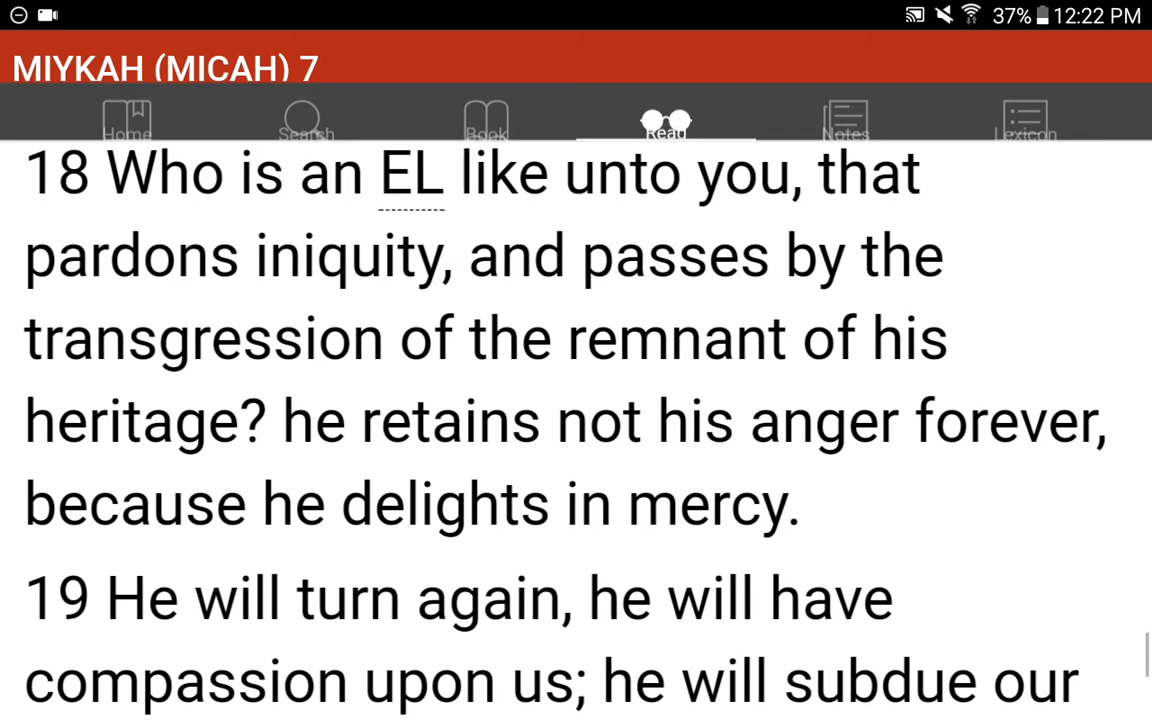 37% 12:22 PM
MIYKAH (MICAH) 7
Home Search Book Read Notes Lexicon
18 Who is an EL like unto you, that
pardons iniquity, and passes by the
transgression of the remnant of his
heritage? he retains not his anger forever,
because he delights in mercy.
19 He will turn again, he will have
compassion upon us; he will subdue our